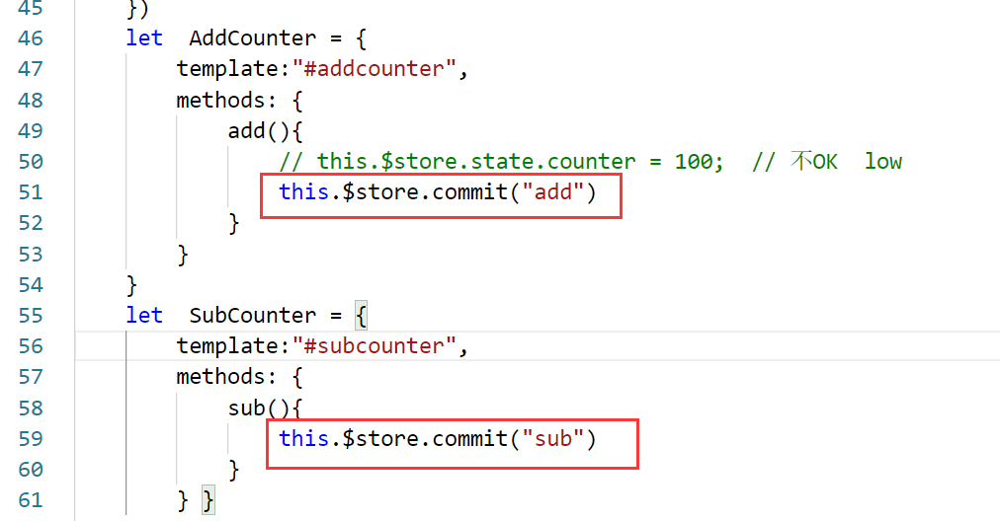 45 })
46 let  AddCounter = {
47 template:"#addcounter",
48 methods: {
49 add(){
50 // this.$store.state.counter = 100;  // 不OK  low
51 this.$store.commit("add")
52 }
53 }
54 }
55 let  SubCounter = {
56 template:"#subcounter",
57 methods: {
58 sub(){
59 this.$store.commit("sub")
60 }
61 } }